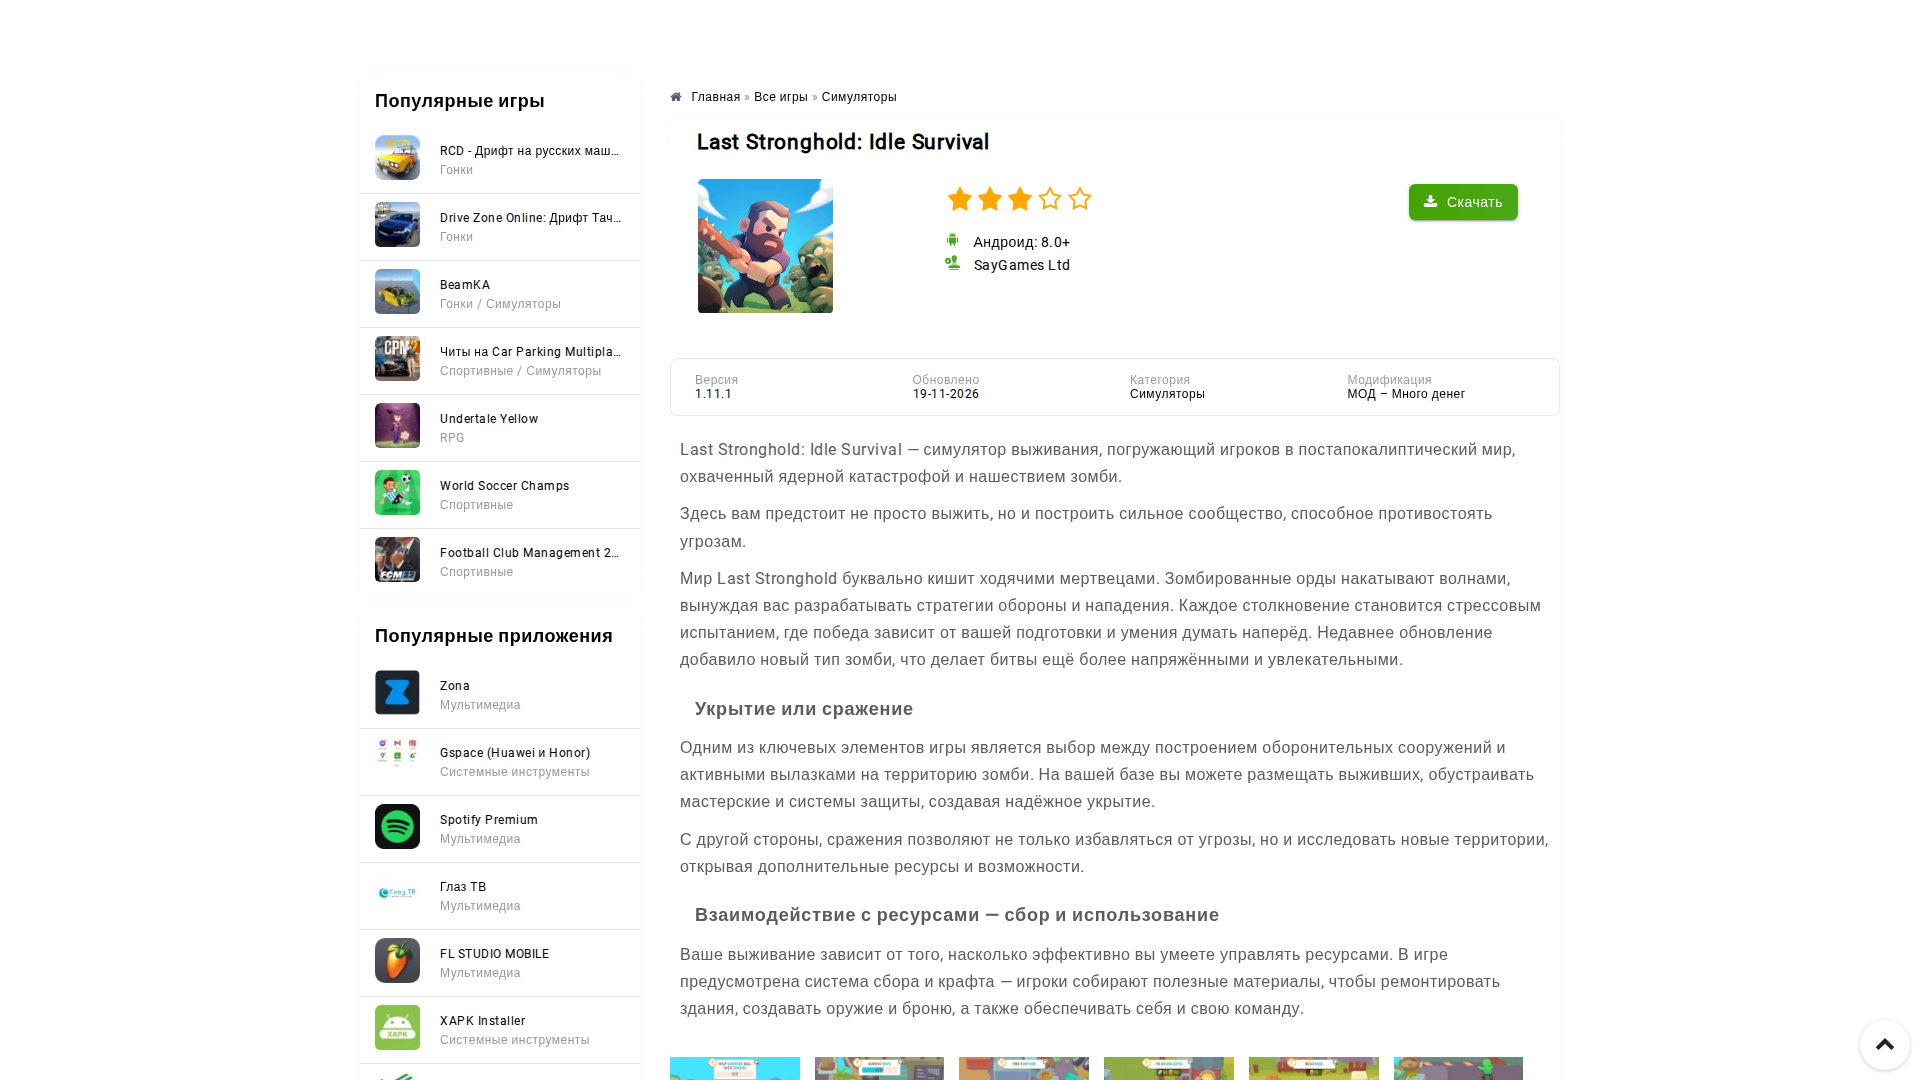 Популярные игры
RCD - Дрифт на русских маш...
Гонки
Drive Zone Online: Дрифт Тач...
Гонки
BeamKA
Гонки / Симуляторы
Читы на Car Parking Multipla...
Спортивные / Симуляторы
Undertale Yellow
RPG
World Soccer Champs
Спортивные
Football Club Management 2...
Спортивные
Популярные приложения
Zona
Мультимедиа
Gspace (Huawei и Honor)
Системные инструменты
Spotify Premium
Мультимедиа
Глаз ТВ
Мультимедиа
FL STUDIO MOBILE
Мультимедиа
XAPK Installer
Системные инструменты
Главная » Все игры » Симуляторы
Last Stronghold: Idle Survival
Скачать
Андроид: 8.0+
SayGames Ltd
Версия
1.11.1
Обновлено
19-11-2026
Категория
Симуляторы
Модификация
МОД – Много денег
Last Stronghold: Idle Survival — симулятор выживания, погружающий игроков в постапокалиптический мир,
охваченный ядерной катастрофой и нашествием зомби.
Здесь вам предстоит не просто выжить, но и построить сильное сообщество, способное противостоять
угрозам.
Мир Last Stronghold буквально кишит ходячими мертвецами. Зомбированные орды накатывают волнами,
вынуждая вас разрабатывать стратегии обороны и нападения. Каждое столкновение становится стрессовым
испытанием, где победа зависит от вашей подготовки и умения думать наперёд. Недавнее обновление
добавило новый тип зомби, что делает битвы ещё более напряжёнными и увлекательными.
Укрытие или сражение
Одним из ключевых элементов игры является выбор между построением оборонительных сооружений и
активными вылазками на территорию зомби. На вашей базе вы можете размещать выживших, обустраивать
мастерские и системы защиты, создавая надёжное укрытие.
С другой стороны, сражения позволяют не только избавляться от угрозы, но и исследовать новые территории,
открывая дополнительные ресурсы и возможности.
Взаимодействие с ресурсами — сбор и использование
Ваше выживание зависит от того, насколько эффективно вы умеете управлять ресурсами. В игре
предусмотрена система сбора и крафта — игроки собирают полезные материалы, чтобы ремонтировать
здания, создавать оружие и броню, а также обеспечивать себя и свою команду.